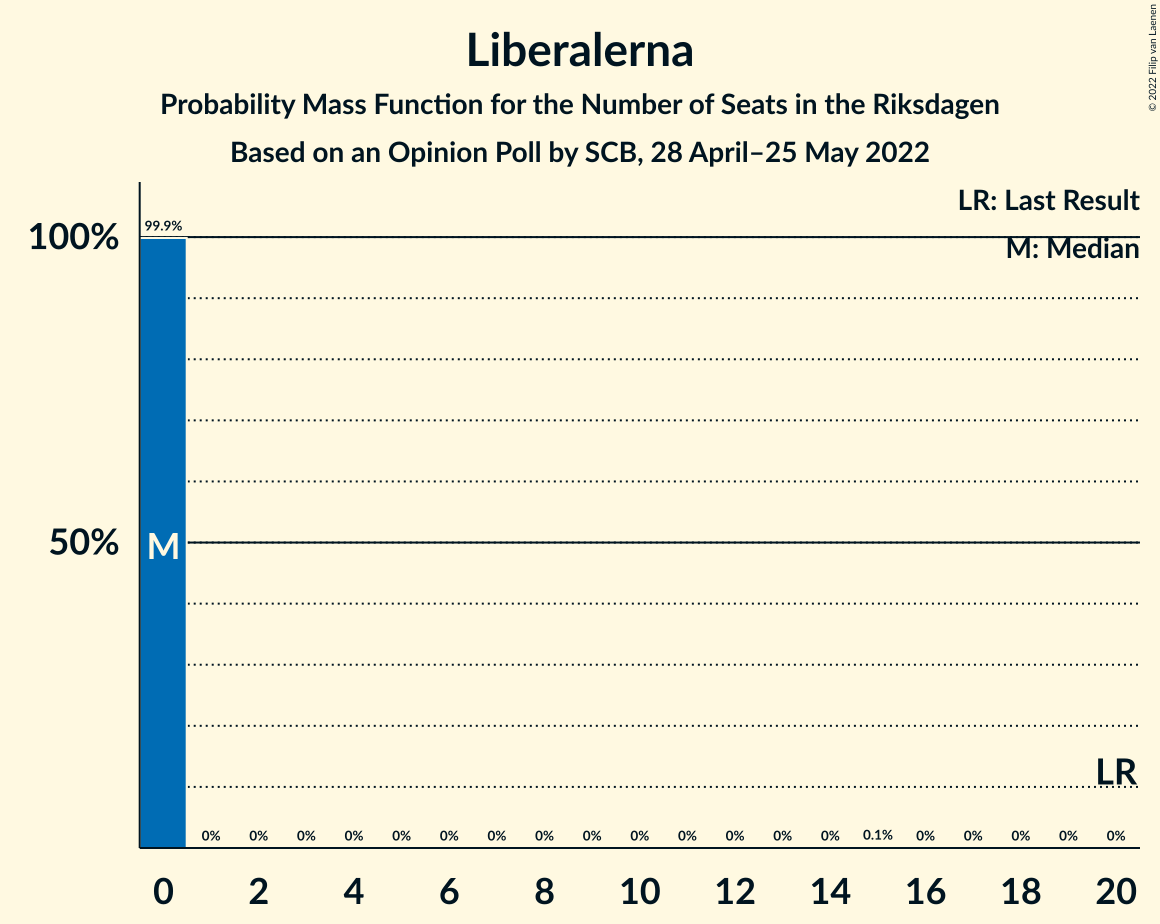 Liberalerna
Probability Mass Function for the Number of Seats in the Riksdagen
Based on an Opinion Poll by SCB, 28 April–25 May 2022
© 2022 Filip van Laenen
LR: Last Result
M: Median
100%
50%
99.9%
M
LR
0% 0% 0% 0% 0% 0% 0% 0% 0% 0% 0% 0% 0% 0% 0.1% 0% 0% 0% 0% 0%
0 2 4 6 8 10 12 14 16 18 20